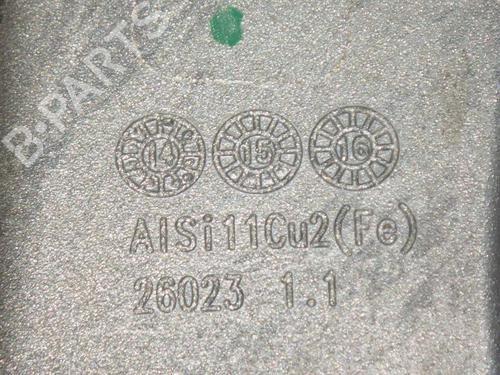 B-PARTS
14 15 16
AlSi11Cu2(Fe)
26023 1.1